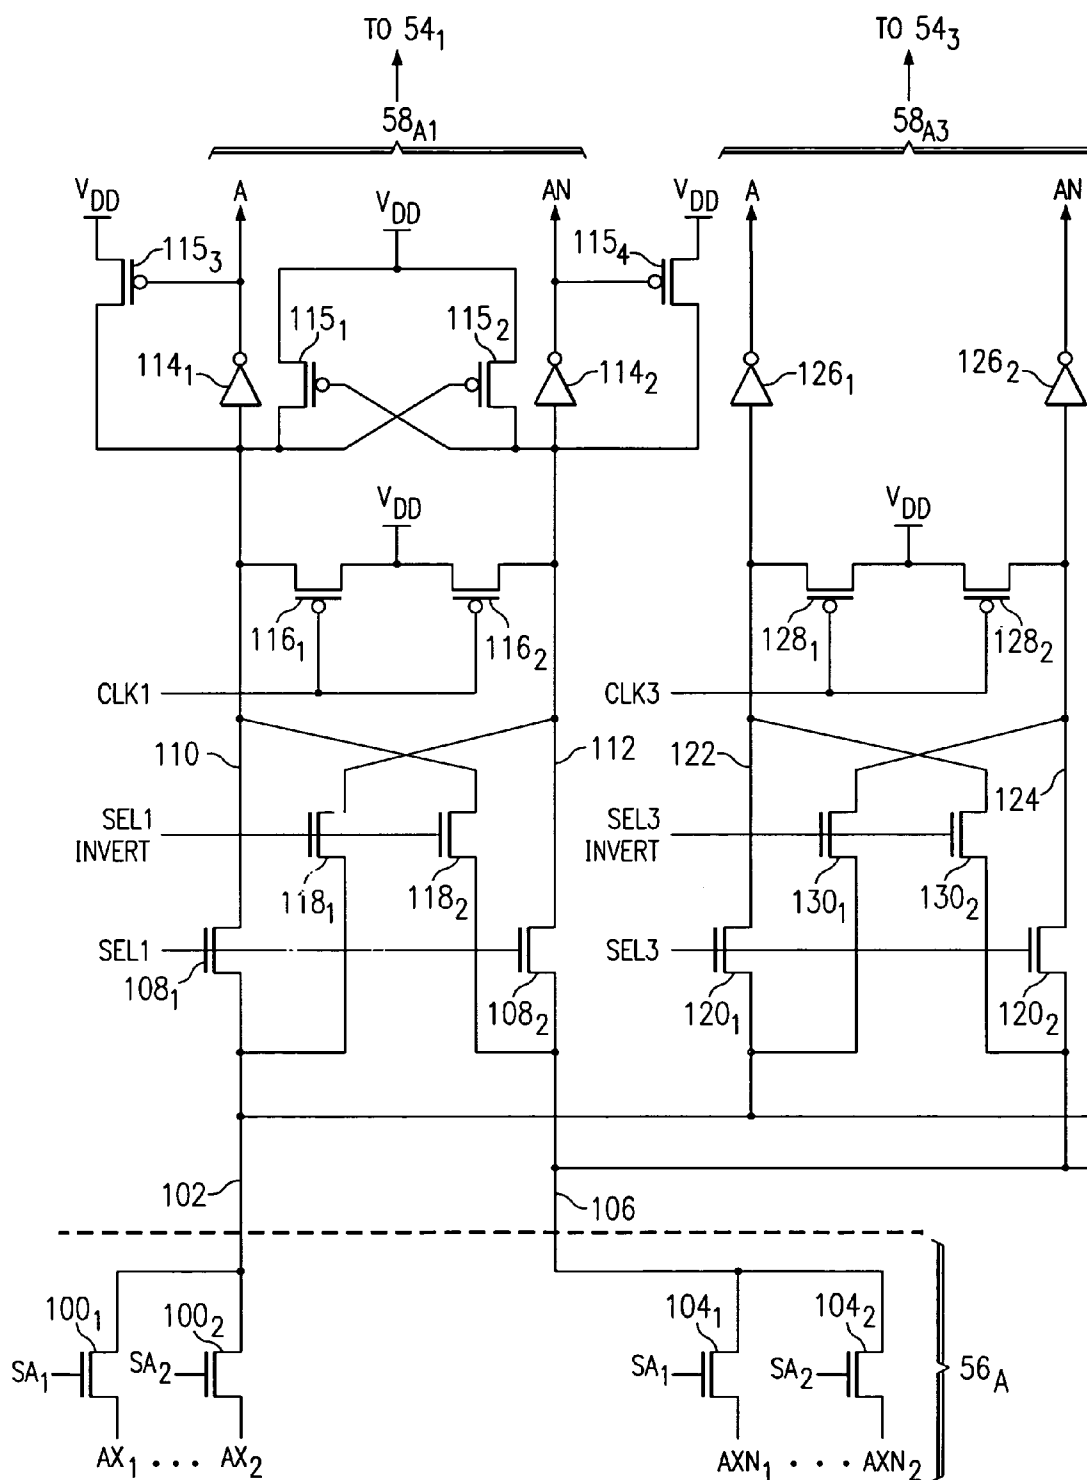 TO 54₁
TO 54₃
58A1
58A3
VDD
A
AN
VDD
A
AN
VDD
115₃
115₄
115₁
115₂
114₁
114₂
126₁
126₂
VDD
VDD
116₁
116₂
128₁
128₂
CLK1
CLK3
110
112
122
124
SEL1
INVERT
SEL3
INVERT
118₁
118₂
130₁
130₂
SEL1
SEL3
108₁
108₂
120₁
120₂
102
106
100₁
100₂
104₁
104₂
SA₁
SA₂
SA₁
SA₂
56A
AX₁ • • • AX₂
AXN₁ • • • AXN₂